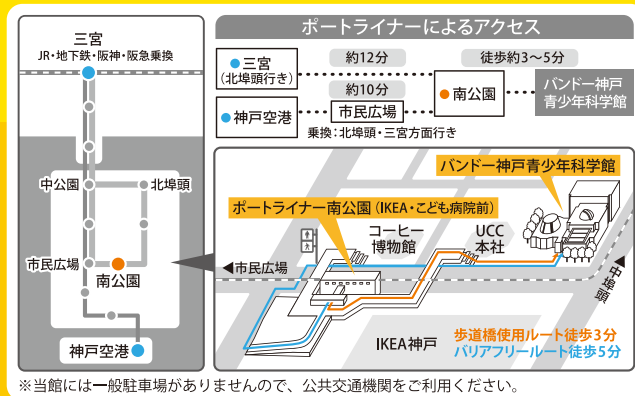 三宮
JR・地下鉄・阪神・阪急乗換
中公園
北埠頭
市民広場
南公園
神戸空港
ポートライナーによるアクセス
三宮
(北埠頭行き)
約12分
徒歩約3～5分
南公園
バンドー神戸
青少年科学館
神戸空港
約10分
市民広場
乗換：北埠頭・三宮方面行き
バンドー神戸青少年科学館
ポートライナー南公園(IKEA・こども病院前)
コーヒー
博物館
UCC
本社
◀市民広場
▲中埠頭
IKEA神戸
歩道橋使用ルート徒歩3分
バリアフリールート徒歩5分
※当館には一般駐車場がありませんので、公共交通機関をご利用ください。